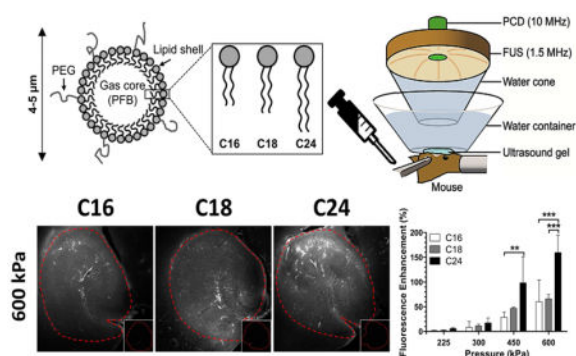 PEG
Lipid shell
4-5 μm
Gas core
(PFB)
C16 C18 C24
PCD (10 MHz)
FUS (1.5 MHz)
Water cone
Water container
Ultrasound gel
Mouse
C16 C18 C24
600 kPa
Fluorescence Enhancement (%)
200
150
100
50
0
C16
C18
C24
**
***
***
225 300 450 600
Pressure (kPa)